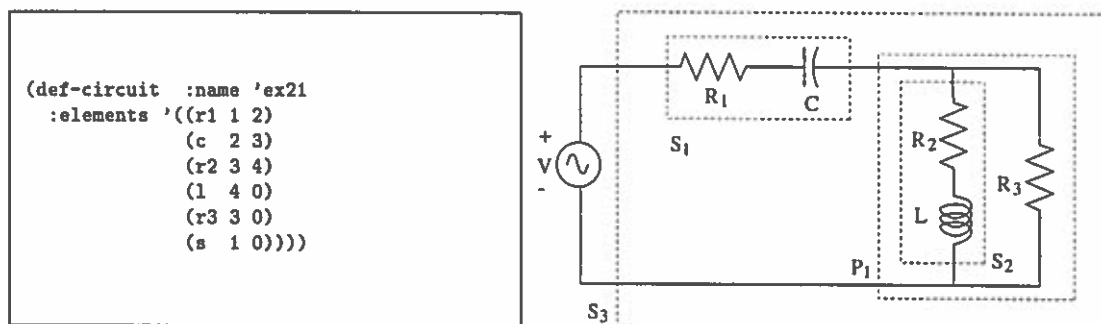 (def-circuit :name 'ex21
:elements '((r1 1 2)
(c 2 3)
(r2 3 4)
(l 4 0)
(r3 3 0)
(s 1 0))))
R1
C
S1
+
V
-
R2
R3
L
P1
S2
S3